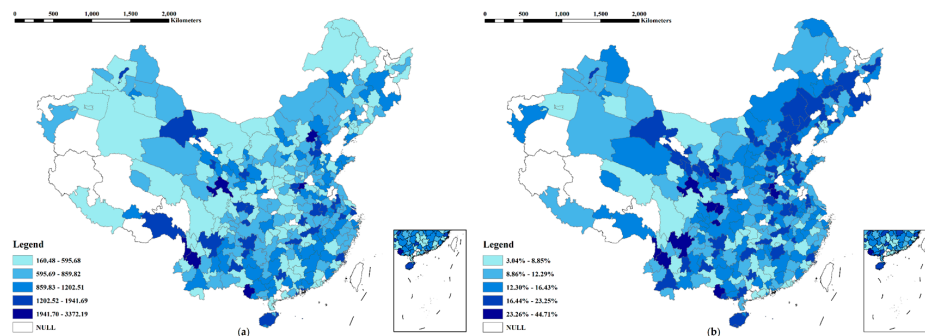 0 500 1,000 1,500 2,000
Kilometers
Legend
160.48 - 595.68
595.69 - 859.82
859.83 - 1202.51
1202.52 - 1941.69
1941.70 - 3372.19
NULL
(a)
0 500 1,000 1,500 2,000
Kilometers
Legend
3.04% - 8.85%
8.86% - 12.29%
12.30% - 16.43%
16.44% - 23.25%
23.26% - 44.71%
NULL
(b)